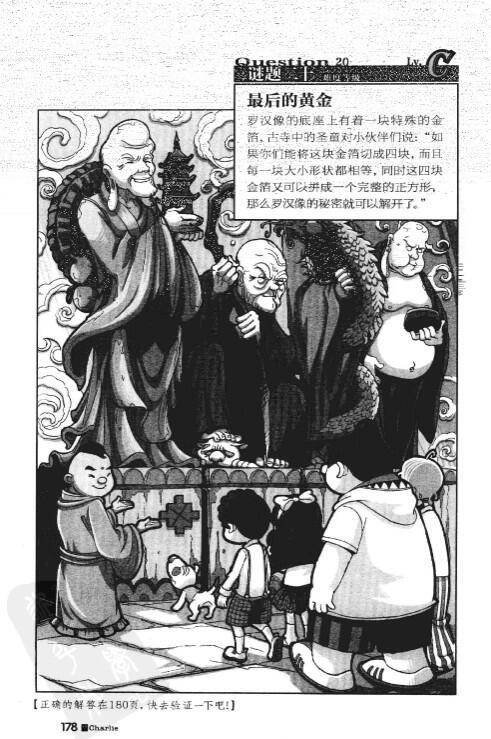 Question 20
Lv. C
谜题二十 难度等级
最后的黄金
罗汉像的底座上有着一块特殊的金
箔，古寺中的圣童对小伙伴们说：“如
果你们能将这块金箔切成四块，而且
每一块大小形状都相等，同时这四块
金箔又可以拼成一个完整的正方形，
那么罗汉像的秘密就可以解开了。”
【正确的解答在180页，快去验证一下吧！】
178 Charlie